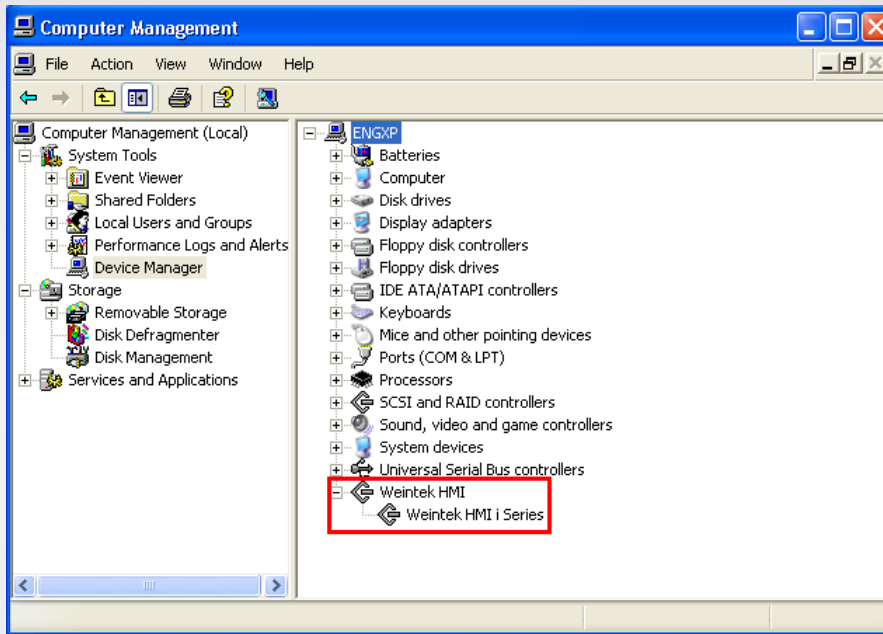 Computer Management
File Action View Window Help
Computer Management (Local)
System Tools
Event Viewer
Shared Folders
Local Users and Groups
Performance Logs and Alerts
Device Manager
Storage
Removable Storage
Disk Defragmenter
Disk Management
Services and Applications
ENGXP
Batteries
Computer
Disk drives
Display adapters
Floppy disk controllers
Floppy disk drives
IDE ATA/ATAPI controllers
Keyboards
Mice and other pointing devices
Ports (COM & LPT)
Processors
SCSI and RAID controllers
Sound, video and game controllers
System devices
Universal Serial Bus controllers
Weintek HMI
Weintek HMI i Series